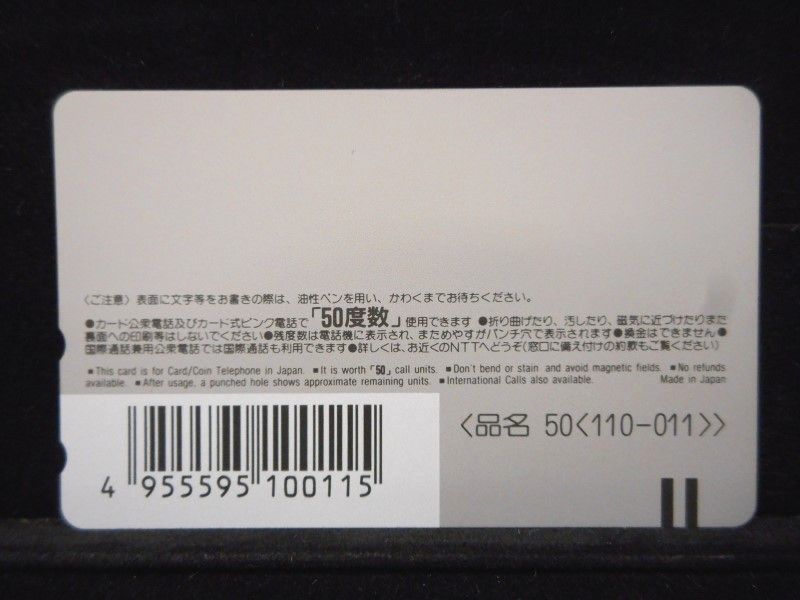 〈ご注意〉表面に文字等をお書きの際は、油性ペンを用い、かわくまでお待ちください。
●カード公衆電話及びカード式ピンク電話で「50度数」使用できます ●折り曲げたり、汚したり、磁気に近づけたりまた
裏面への印刷等はしないでください●残度数は電話機に表示され、まためやすがパンチ穴で表示されます●換金はできません●
国際通話兼用公衆電話では国際通話も利用できます●詳しくは、お近くのNTTへどうぞ(窓口に備え付けの約款もご覧ください)
■This card is for Card/Coin Telephone in Japan. ■It is worth「50」call units. ■Don't bend or stain and avoid magnetic fields. ■No refunds
available. ■After usage, a punched hole shows approximate remaining units. ■International Calls also available. Made in Japan
〈品名 50〈110-011〉〉
4 955595 100115